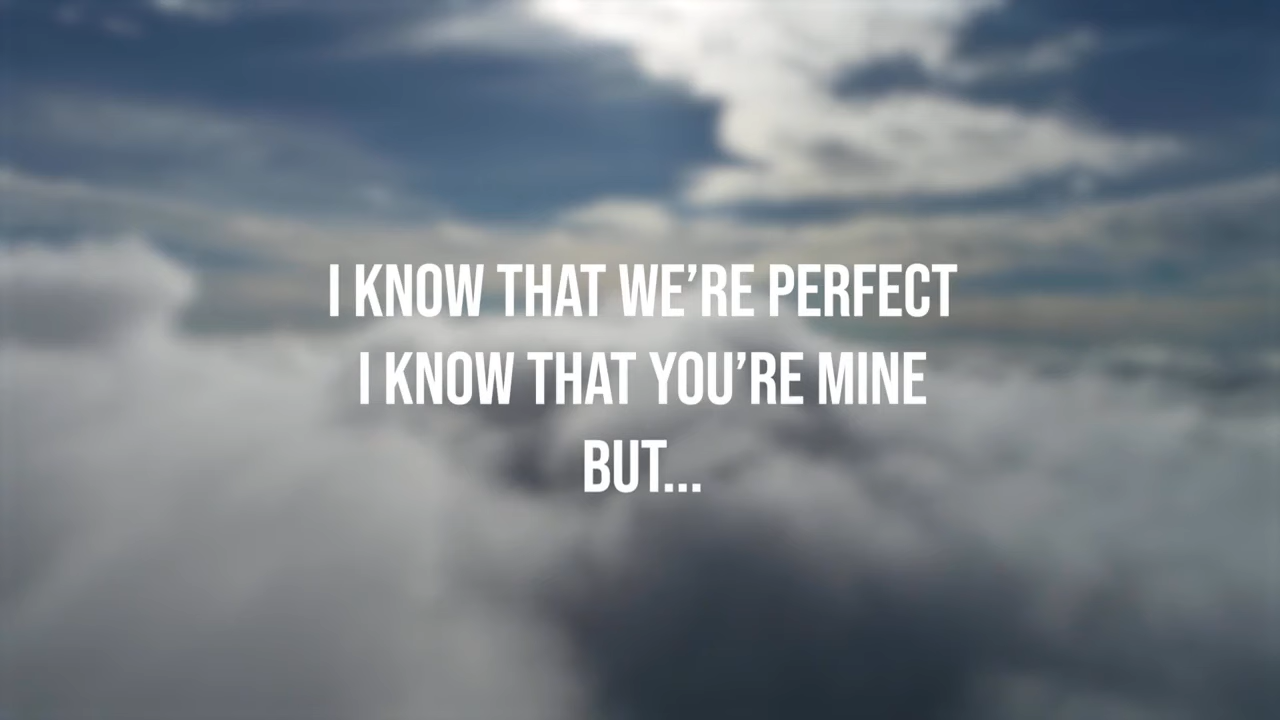 I KNOW THAT WE’RE PERFECT
I KNOW THAT YOU’RE MINE
BUT...